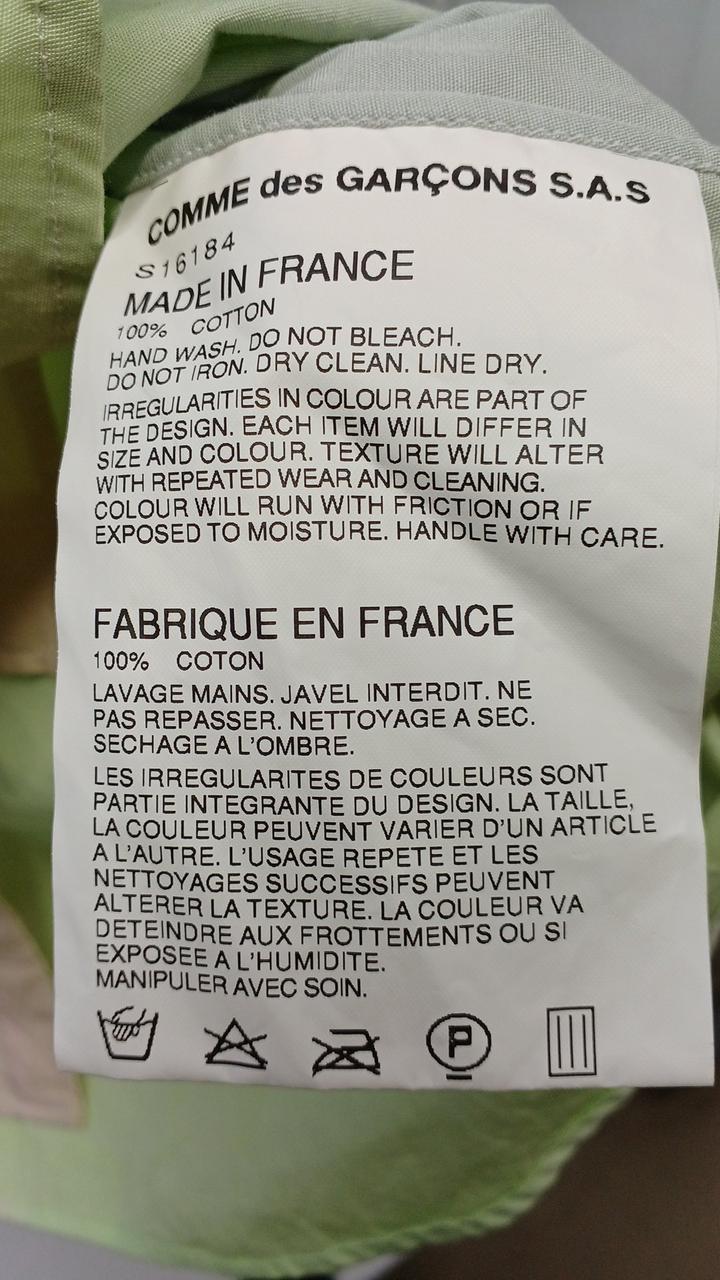 COMME des GARÇONS S.A.S
S16184
MADE IN FRANCE
100% COTTON
HAND WASH. DO NOT BLEACH.
DO NOT IRON. DRY CLEAN. LINE DRY.
IRREGULARITIES IN COLOUR ARE PART OF
THE DESIGN. EACH ITEM WILL DIFFER IN
SIZE AND COLOUR. TEXTURE WILL ALTER
WITH REPEATED WEAR AND CLEANING.
COLOUR WILL RUN WITH FRICTION OR IF
EXPOSED TO MOISTURE. HANDLE WITH CARE.
FABRIQUE EN FRANCE
100% COTON
LAVAGE MAINS. JAVEL INTERDIT. NE
PAS REPASSER. NETTOYAGE A SEC.
SECHAGE A L'OMBRE.
LES IRREGULARITES DE COULEURS SONT
PARTIE INTEGRANTE DU DESIGN. LA TAILLE,
LA COULEUR PEUVENT VARIER D'UN ARTICLE
A L'AUTRE. L'USAGE REPETE ET LES
NETTOYAGES SUCCESSIFS PEUVENT
ALTERER LA TEXTURE. LA COULEUR VA
DETEINDRE AUX FROTTEMENTS OU SI
EXPOSEE A L'HUMIDITE.
MANIPULER AVEC SOIN.
P